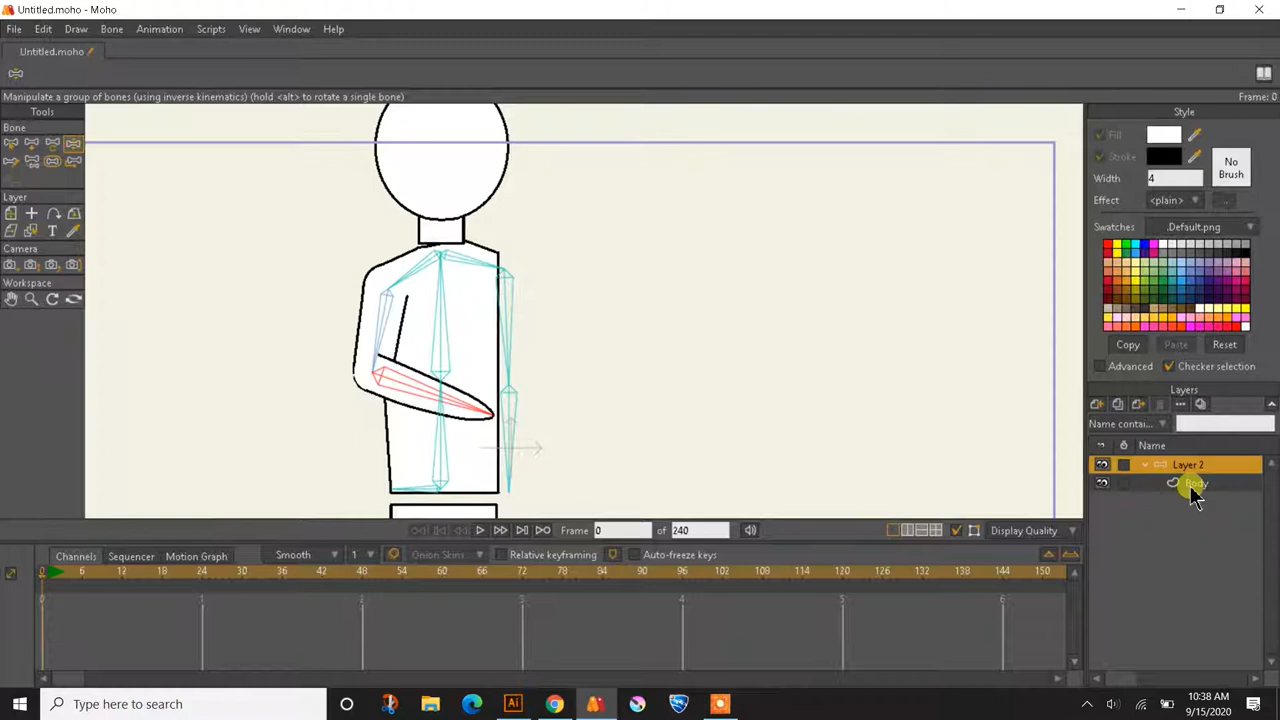 Untitled.moho - Moho
File Edit Draw Bone Animation Scripts View Window Help
Untitled.moho
Manipulate a group of bones (using inverse kinematics) (hold <alt> to rotate a single bone)
Frame: 0
Tools
Bone
Layer
Camera
Workspace
Style
Fill
Stroke
No Brush
Width 4
Effect <plain> ...
Swatches .Default.png
Copy Paste Reset
Advanced Checker selection
Layers
Name contai...
Name
Layer 2
Body
Frame 0 of 240 Display Quality
Channels Sequencer Motion Graph Smooth 1 Onion Skins Relative keyframing Auto-freeze keys
0 6 12 18 24 30 36 42 48 54 60 66 72 78 84 90 96 102 108 114 120 126 132 138 144 150
0 1 2 3 4 5 6
Type here to search
Ai
10:38 AM
9/15/2020